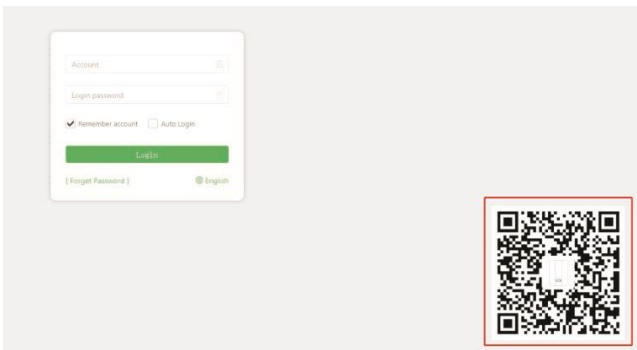 Account
Login password
Remember account Auto Login
Login
[ Forget Password ] English